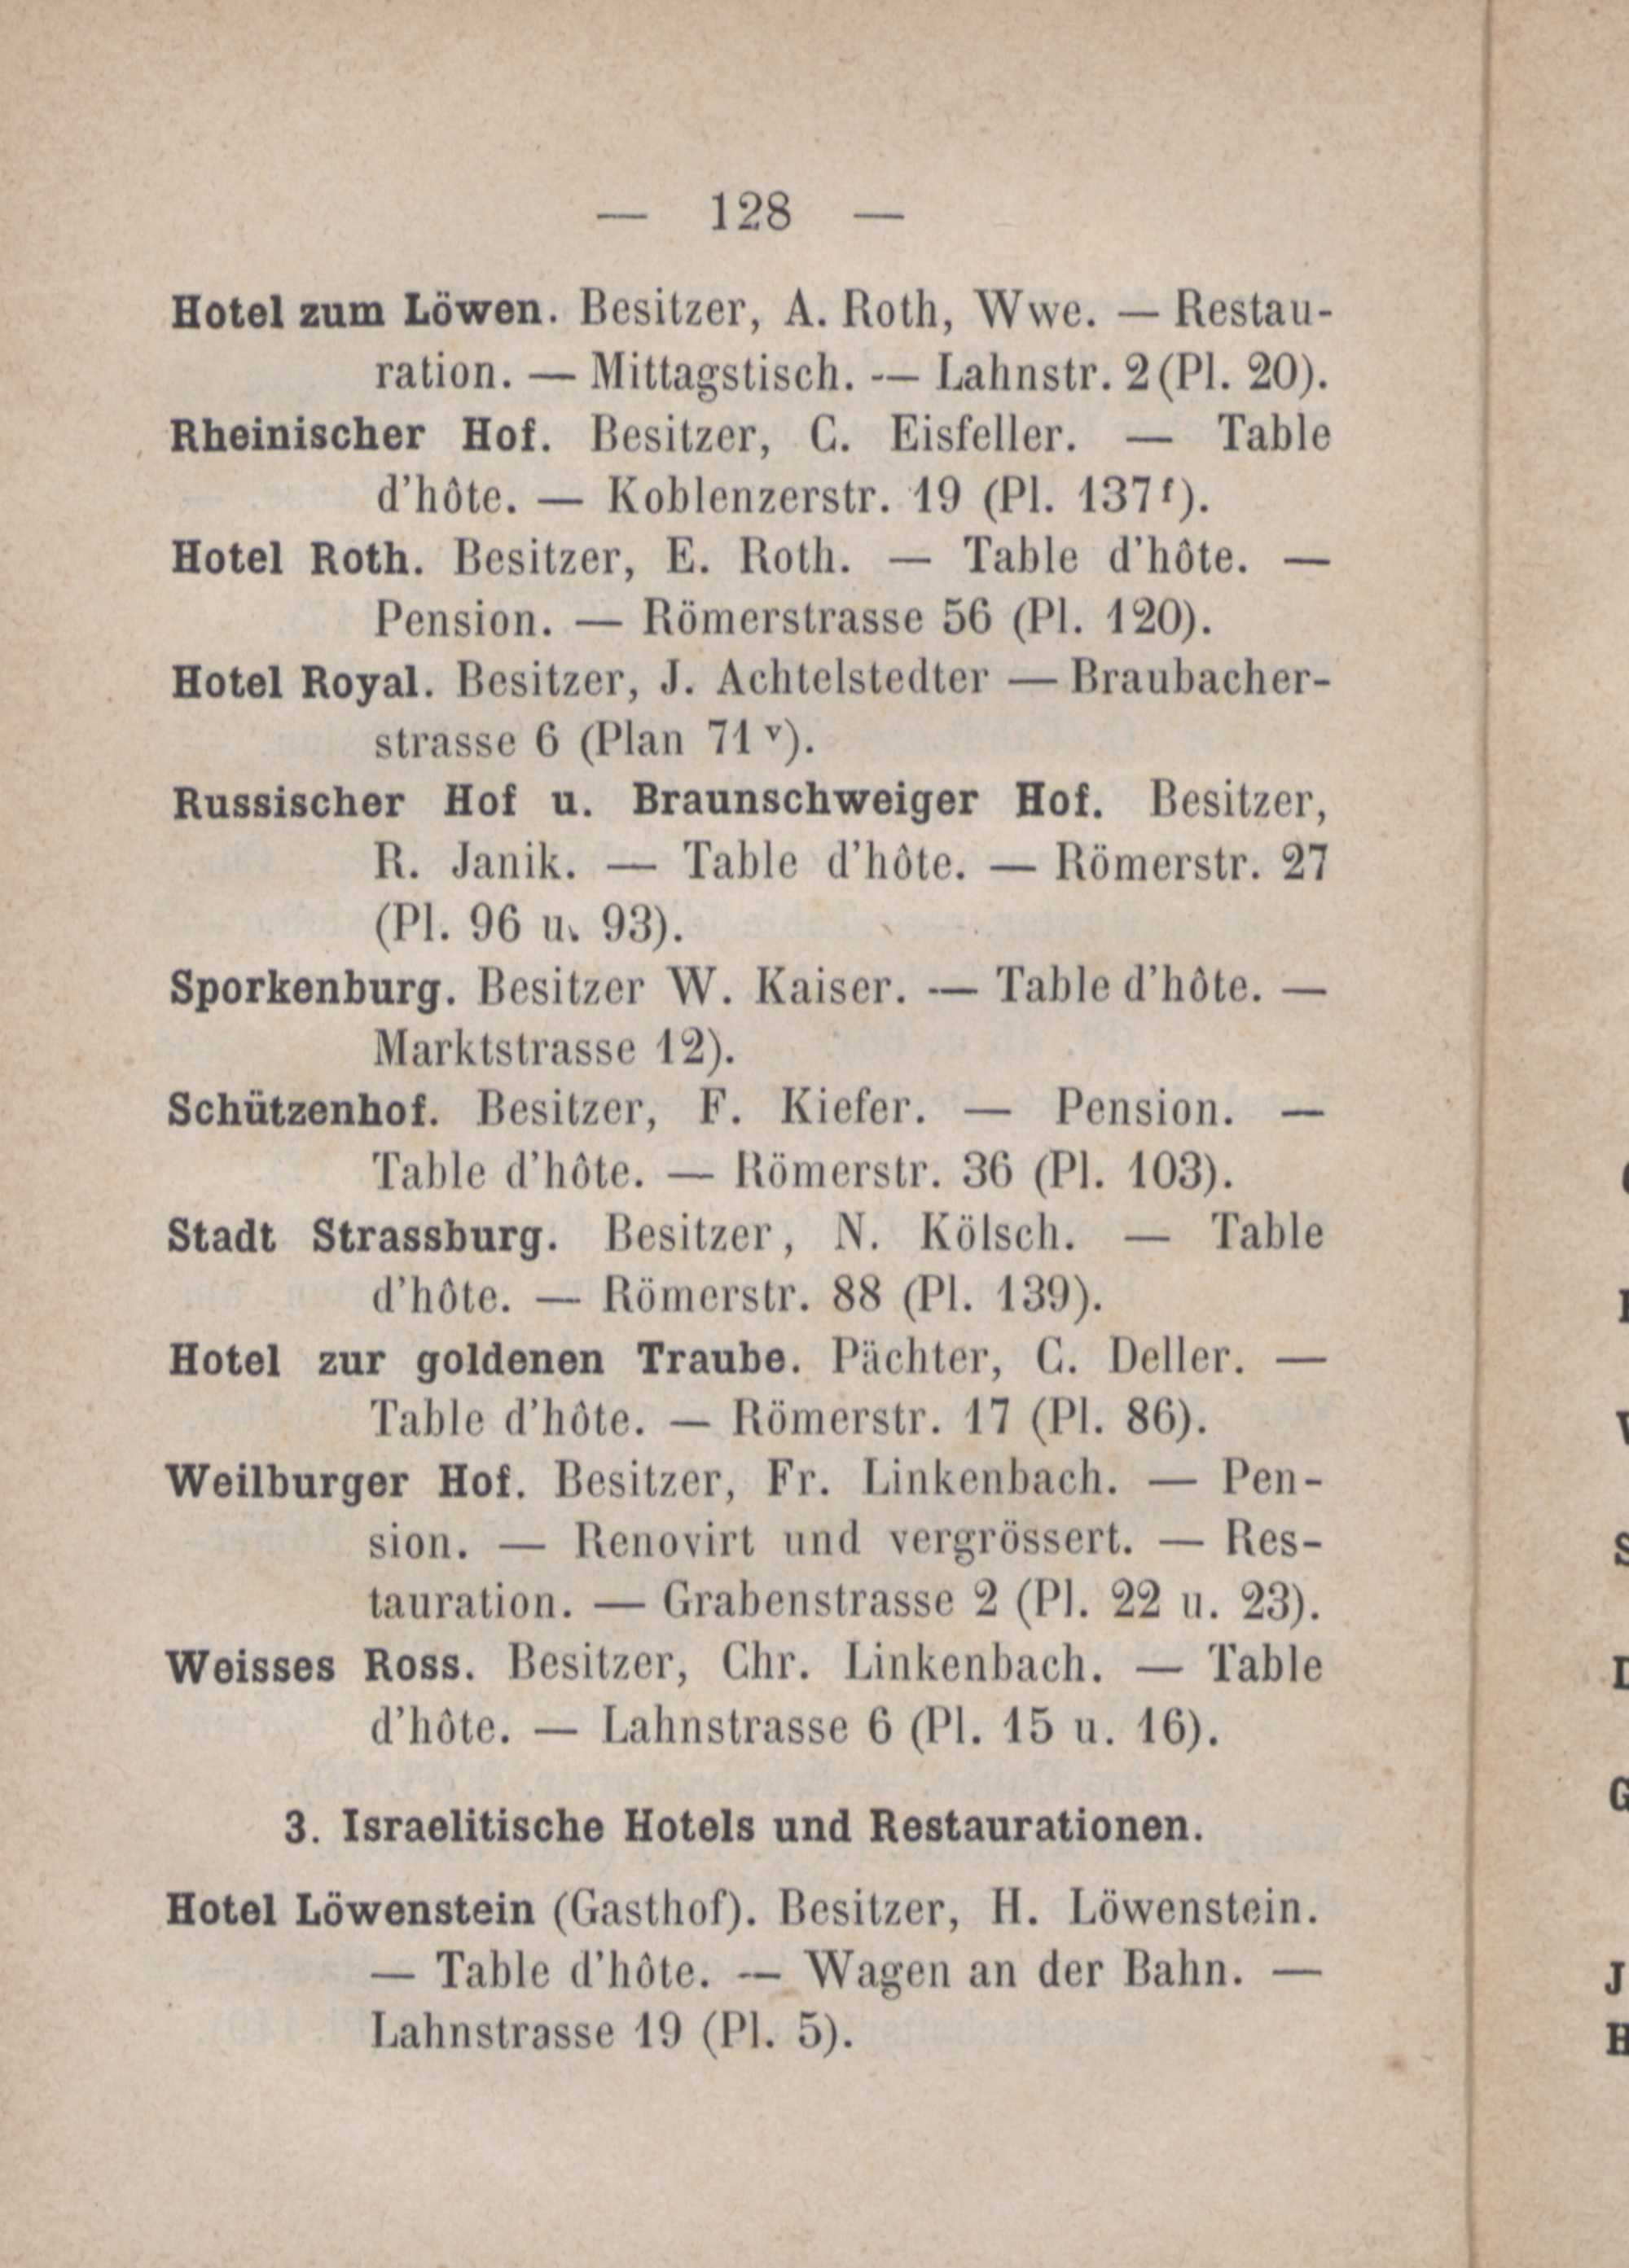 — 128 —
Hotel zum Löwen. Besitzer, A. Roth, Wwe. — Restau-
ration. — Mittagstisch. — Lahnstr. 2 (Pl. 20).
Rheinischer Hof. Besitzer, C. Eisfeller. — Table
d'hôte. — Koblenzerstr. 19 (Pl. 137ᶠ).
Hotel Roth. Besitzer, E. Roth. — Table d'hôte. —
Pension. — Römerstrasse 56 (Pl. 120).
Hotel Royal. Besitzer, J. Achtelstedter — Braubacher-
strasse 6 (Plan 71 ᵛ).
Russischer Hof u. Braunschweiger Hof. Besitzer,
R. Janik. — Table d'hôte. — Römerstr. 27
(Pl. 96 u. 93).
Sporkenburg. Besitzer W. Kaiser. — Table d'hôte. —
Marktstrasse 12).
Schützenhof. Besitzer, F. Kiefer. — Pension. —
Table d'hôte. — Römerstr. 36 (Pl. 103).
Stadt Strassburg. Besitzer, N. Kölsch. — Table
d'hôte. — Römerstr. 88 (Pl. 139).
Hotel zur goldenen Traube. Pächter, C. Deller. —
Table d'hôte. — Römerstr. 17 (Pl. 86).
Weilburger Hof. Besitzer, Fr. Linkenbach. — Pen-
sion. — Renovirt und vergrössert. — Res-
tauration. — Grabenstrasse 2 (Pl. 22 u. 23).
Weisses Ross. Besitzer, Chr. Linkenbach. — Table
d'hôte. — Lahnstrasse 6 (Pl. 15 u. 16).
3. Israelitische Hotels und Restaurationen.
Hotel Löwenstein (Gasthof). Besitzer, H. Löwenstein.
— Table d'hôte. — Wagen an der Bahn. —
Lahnstrasse 19 (Pl. 5).